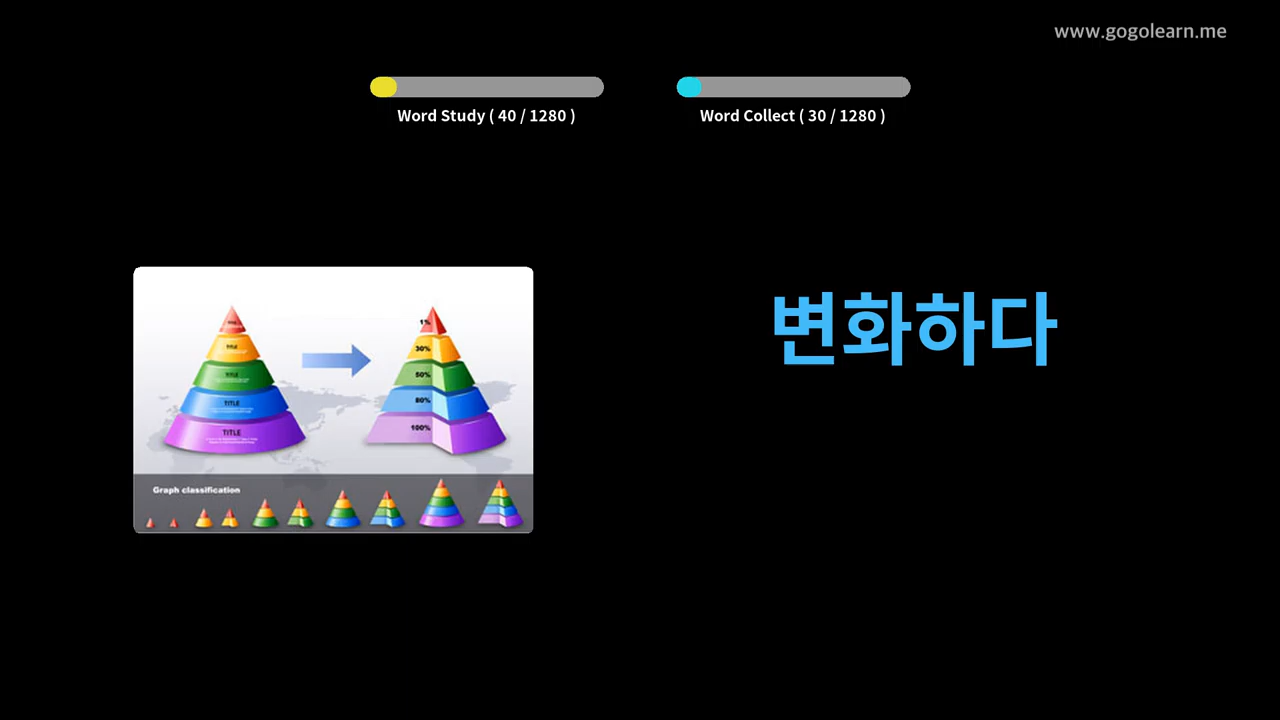 www.gogolearn.me
Word Study ( 40 / 1280 )
Word Collect ( 30 / 1280 )
변화하다
TITLE
TITLE
TITLE
TITLE
1%
30%
50%
80%
100%
Graph classification